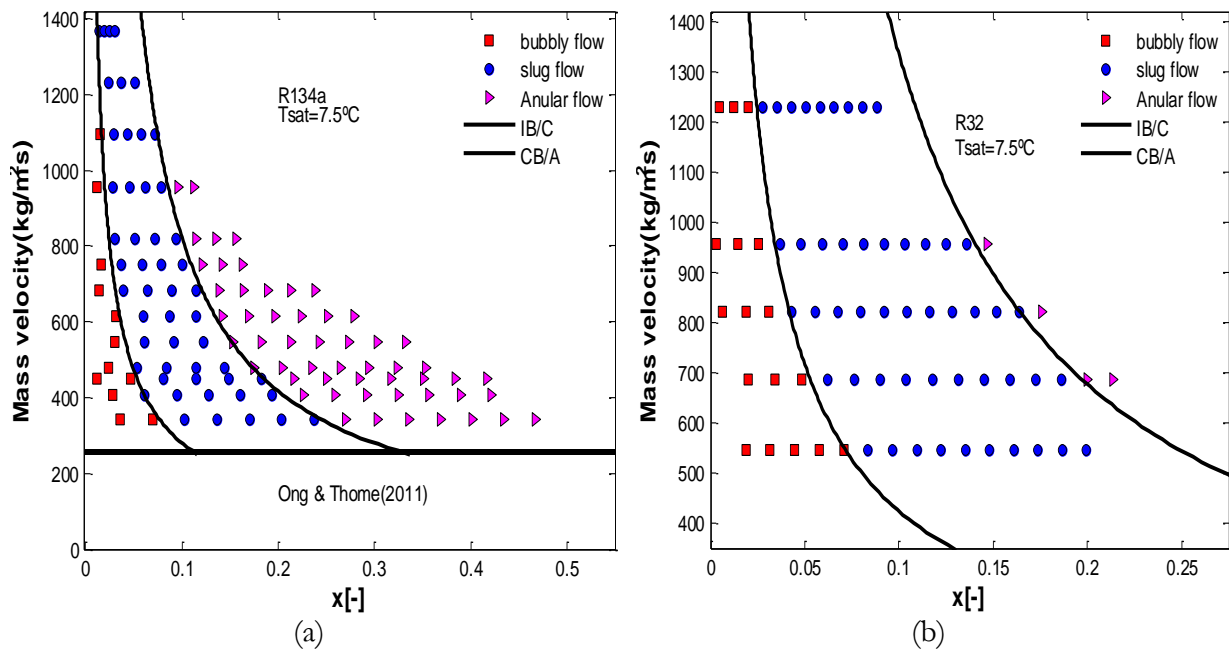 1400
1200
1000
800
600
400
200
0
Mass velocity(kg/m²s)
0
0.1
0.2
0.3
0.4
0.5
x[-]
bubbly flow
slug flow
Anular flow
IB/C
CB/A
R134a
Tsat=7.5ºC
Ong & Thome(2011)
(a)
1400
1300
1200
1100
1000
900
800
700
600
500
400
Mass velocity(kg/m²s)
0
0.05
0.1
0.15
0.2
0.25
x[-]
bubbly flow
slug flow
Anular flow
IB/C
CB/A
R32
Tsat=7.5ºC
(b)